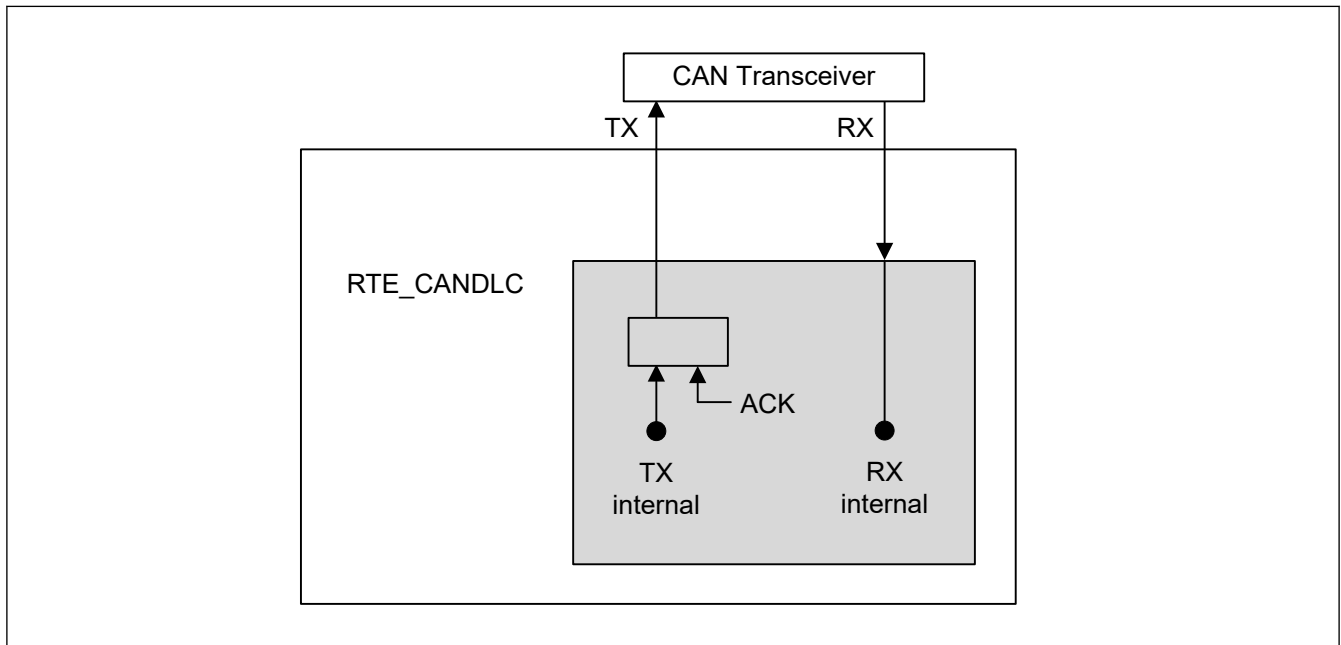 CAN Transceiver
TX
RX
RTE_CANDLC
ACK
TX
internal
RX
internal